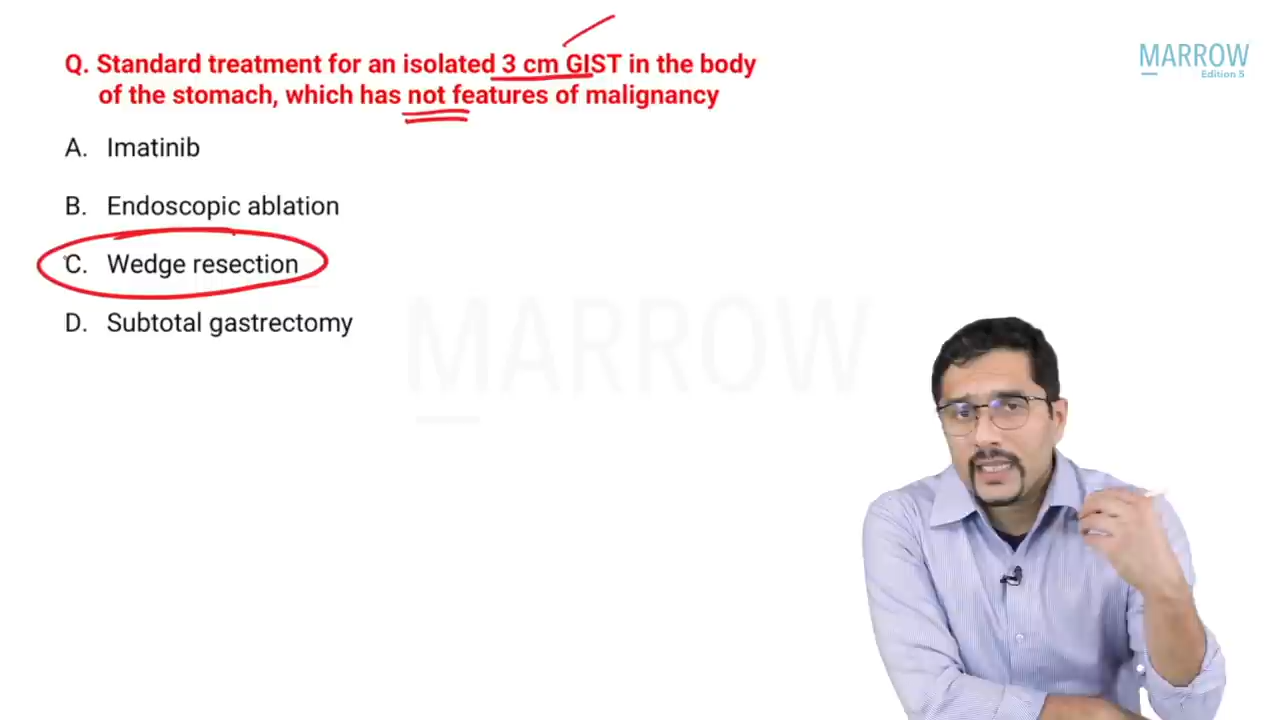 Q. Standard treatment for an isolated 3 cm GIST in the body
of the stomach, which has not features of malignancy
A. Imatinib
B. Endoscopic ablation
C. Wedge resection
D. Subtotal gastrectomy
MARROW
Edition 5
MARROW